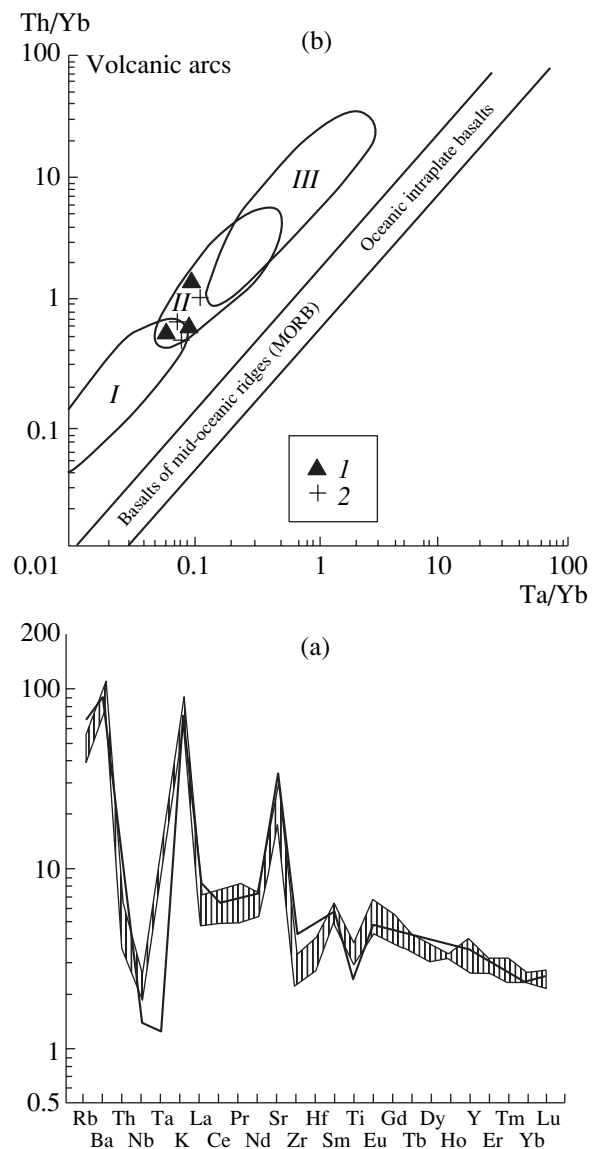 Th/Yb
(b)
100
Volcanic arcs
10
III
Oceanic intraplate basalts
1
II
I
Basalts of mid-oceanic ridges (MORB)
0.1
1
2
0.01
0.1
1
10
100
Ta/Yb
200
(a)
100
10
1
0.5
Rb Th Ta La Pr Sr Hf Ti Gd Dy Y Tm Lu
Ba Nb K Ce Nd Zr Sm Eu Tb Ho Er Yb